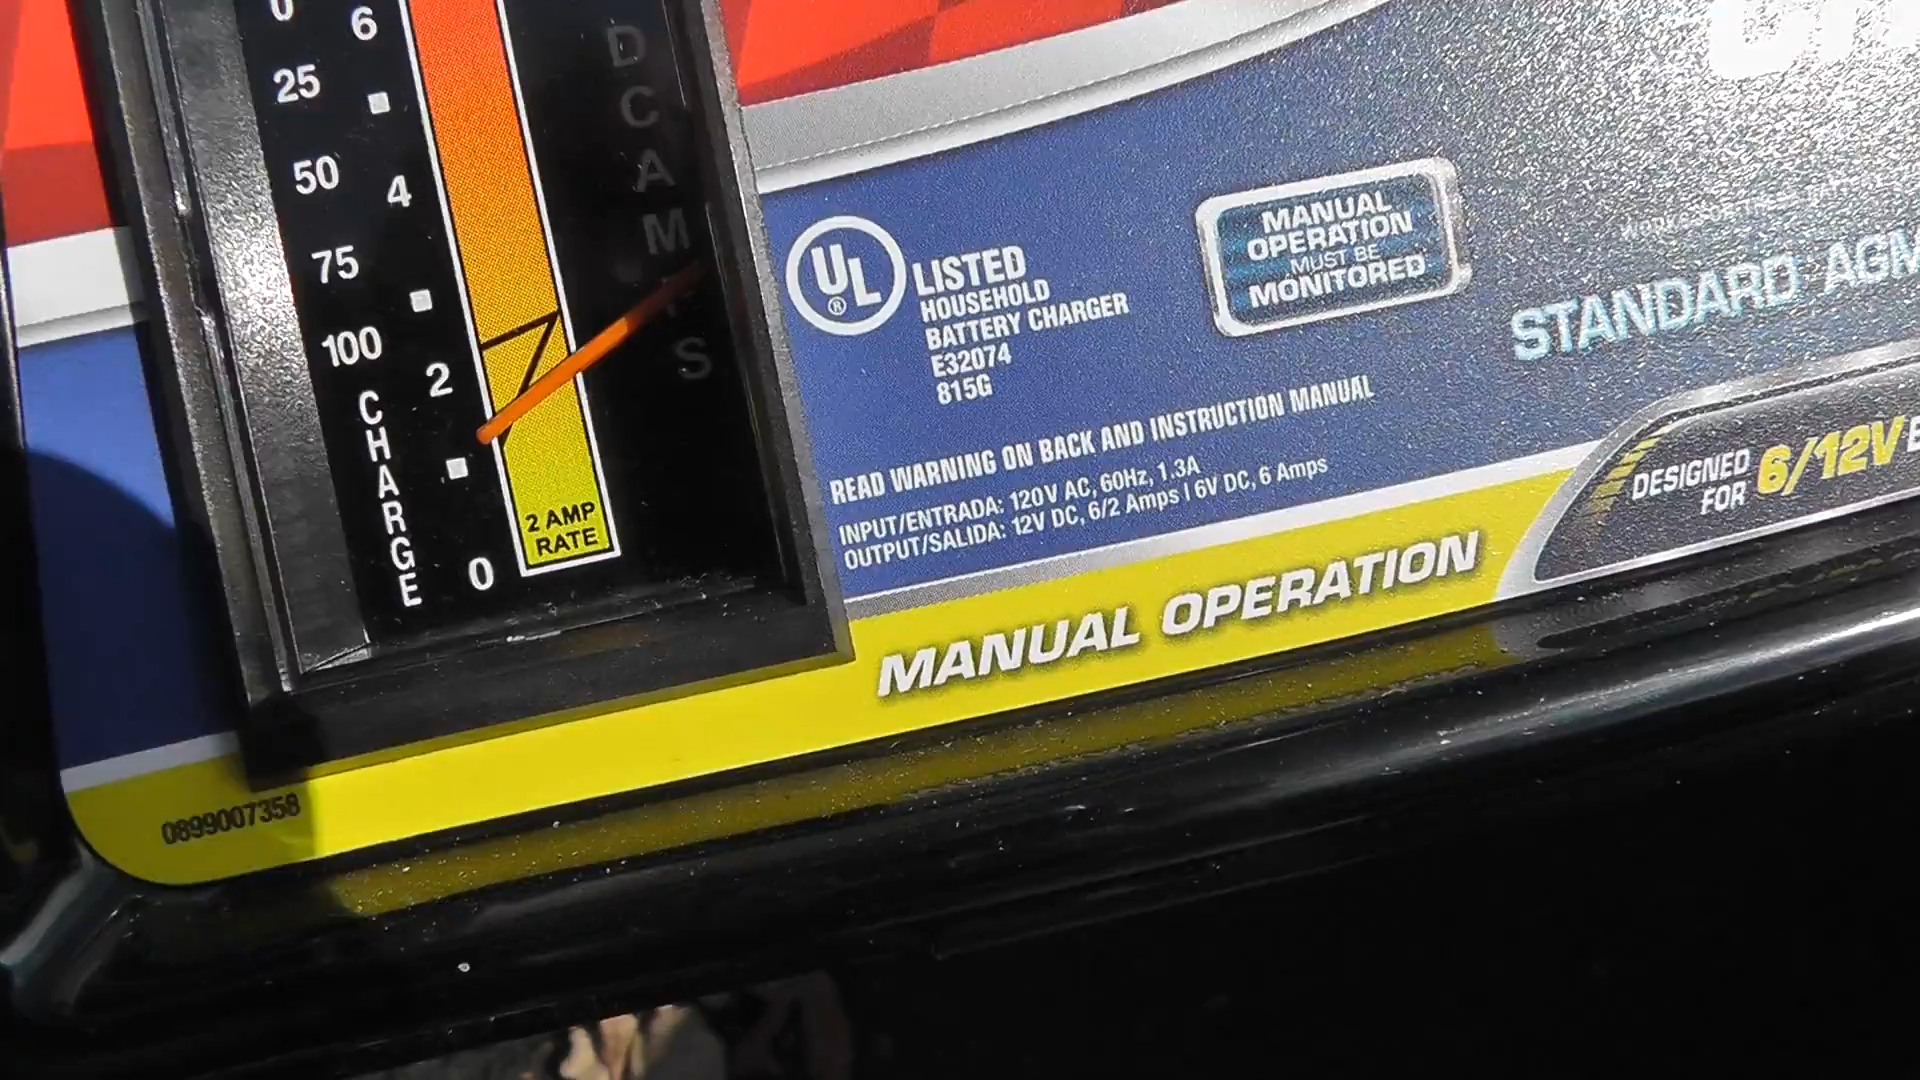 6
25
50
4
75
100
2
CHARGE
0
2 AMP
RATE
DC AMPS
UL
®
LISTED
HOUSEHOLD
BATTERY CHARGER
E32074
815G
MANUAL
OPERATION
MUST BE
MONITORED
STANDARD AGM
READ WARNING ON BACK AND INSTRUCTION MANUAL
INPUT/ENTRADA: 120V AC, 60Hz, 1.3A
OUTPUT/SALIDA: 12V DC, 6/2 Amps | 6V DC, 6 Amps
DESIGNED
FOR 6/12V
MANUAL OPERATION
0899007358